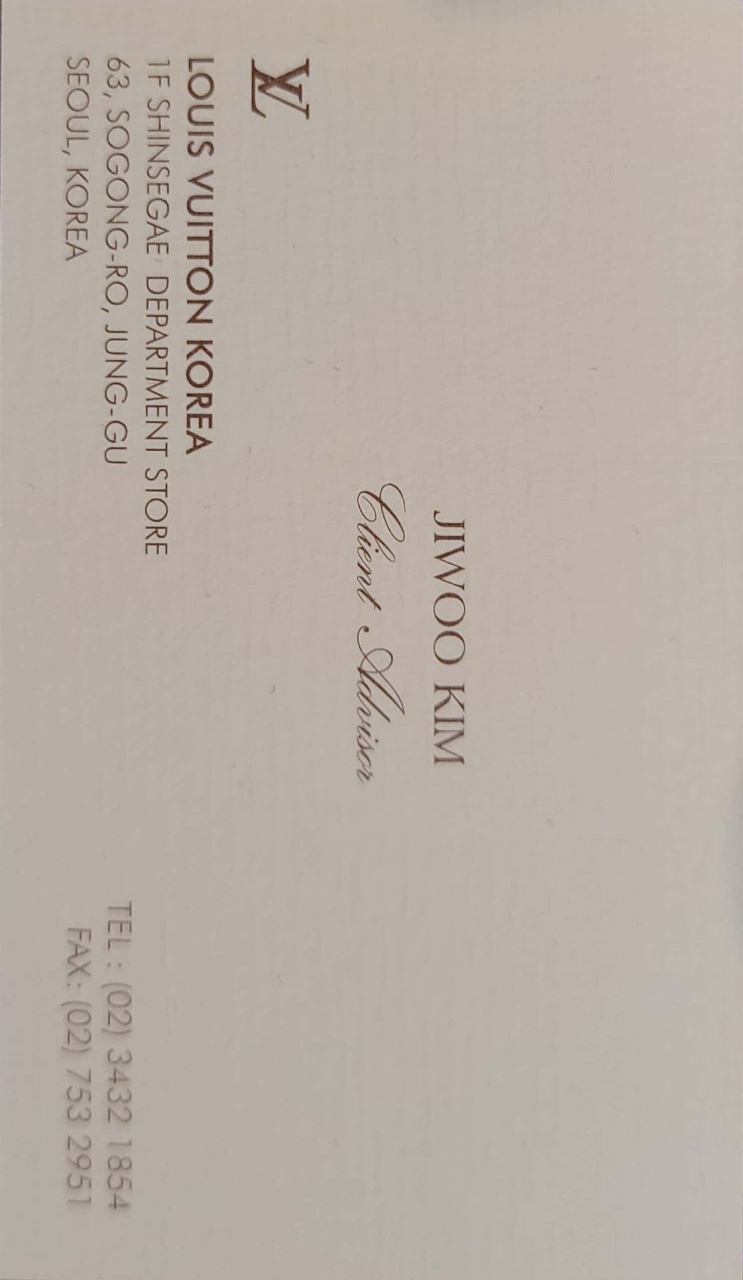 JIWOO KIM
Client Advisor
LV
LOUIS VUITTON KOREA
1F SHINSEGAE DEPARTMENT STORE
63, SOGONG-RO, JUNG-GU
SEOUL, KOREA
TEL : (02) 3432 1854
FAX: (02) 753 2951